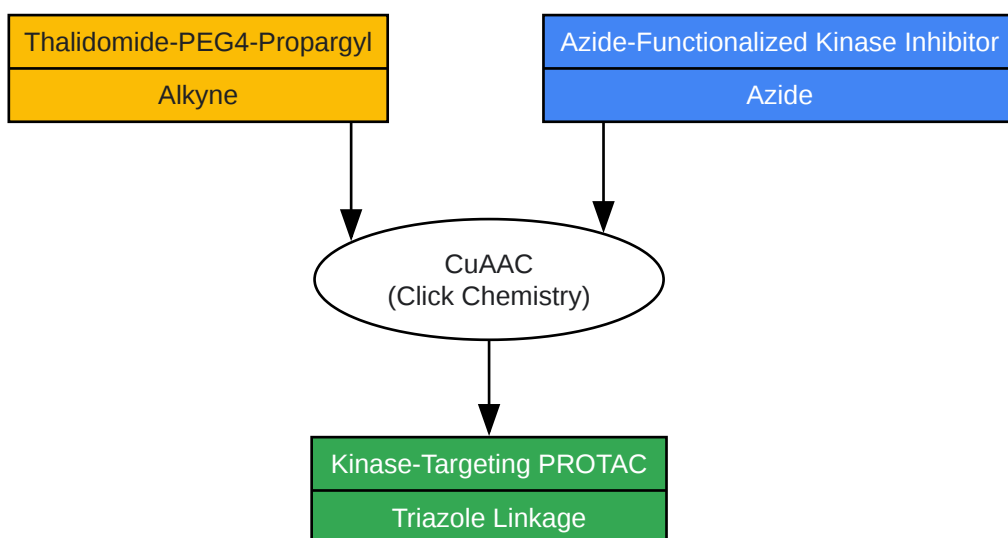 Thalidomide-PEG4-Propargyl
Alkyne
Azide-Functionalized Kinase Inhibitor
Azide
CuAAC
(Click Chemistry)
Kinase-Targeting PROTAC
Triazole Linkage